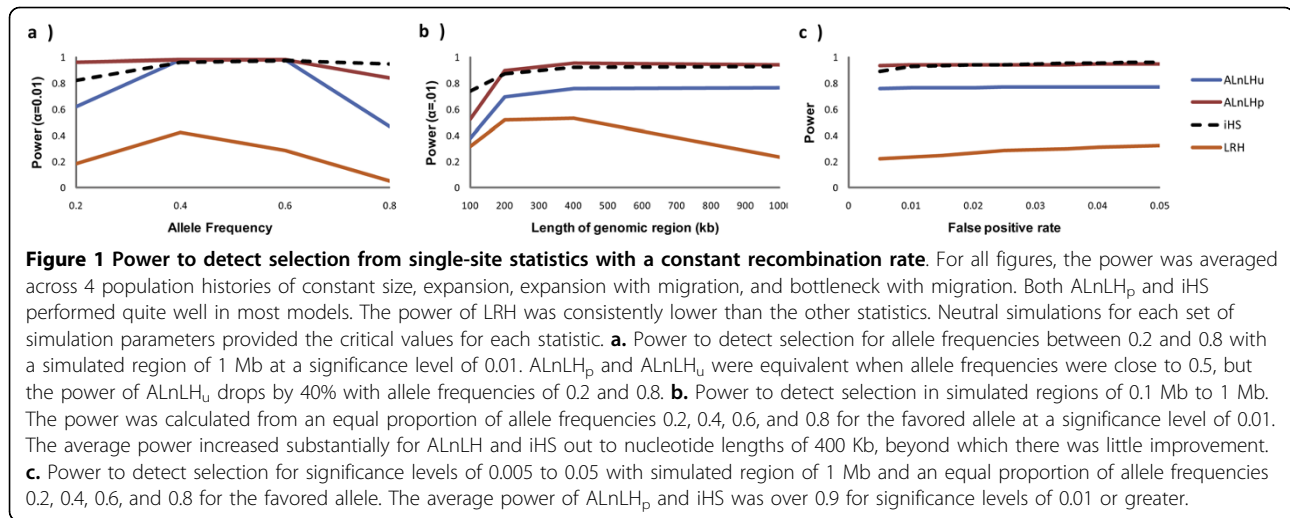 a )
b )
c )
Power (α=0.01)
1
0.8
0.6
0.4
0.2
0
0.2
0.4
0.6
0.8
Allele Frequency
Power (α=.01)
1
0.8
0.6
0.4
0.2
0
100
200
300
400
500
600
700
800
900
1000
Length of genomic region (kb)
Power
1
0.8
0.6
0.4
0.2
0
0
0.01
0.02
0.03
0.04
0.05
False positive rate
ALnLHu
ALnLHp
iHS
LRH
Figure 1 Power to detect selection from single-site statistics with a constant recombination rate. For all figures, the power was averaged
across 4 population histories of constant size, expansion, expansion with migration, and bottleneck with migration. Both ALnLHp and iHS
performed quite well in most models. The power of LRH was consistently lower than the other statistics. Neutral simulations for each set of
simulation parameters provided the critical values for each statistic. a. Power to detect selection for allele frequencies between 0.2 and 0.8 with
a simulated region of 1 Mb at a significance level of 0.01. ALnLHp and ALnLHu were equivalent when allele frequencies were close to 0.5, but
the power of ALnLHu drops by 40% with allele frequencies of 0.2 and 0.8. b. Power to detect selection in simulated regions of 0.1 Mb to 1 Mb.
The power was calculated from an equal proportion of allele frequencies 0.2, 0.4, 0.6, and 0.8 for the favored allele at a significance level of 0.01.
The average power increased substantially for ALnLH and iHS out to nucleotide lengths of 400 Kb, beyond which there was little improvement.
c. Power to detect selection for significance levels of 0.005 to 0.05 with simulated region of 1 Mb and an equal proportion of allele frequencies
0.2, 0.4, 0.6, and 0.8 for the favored allele. The average power of ALnLHp and iHS was over 0.9 for significance levels of 0.01 or greater.